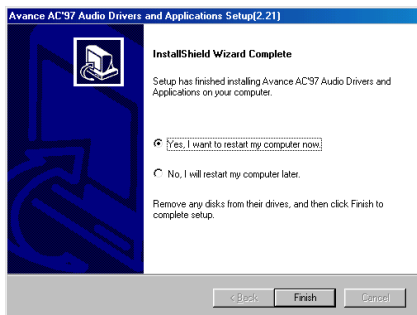 Avance AC'97 Audio Drivers and Applications Setup(2.21)
InstallShield Wizard Complete
Setup has finished installing Avance AC'97 Audio Drivers and
Applications on your computer.
Yes, I want to restart my computer now.
No, I will restart my computer later.
Remove any disks from their drives, and then click Finish to
complete setup.
< Back Finish Cancel